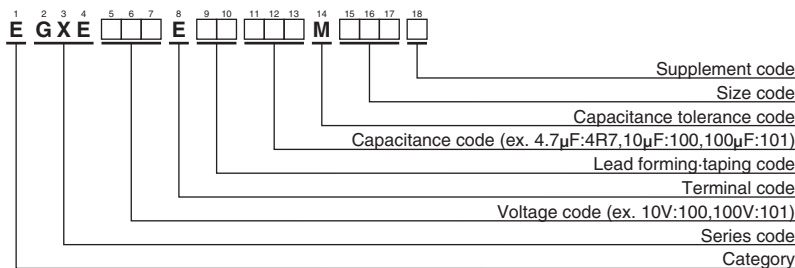 1 2 3 4 5 6 7 8 9 10 11 12 13 14 15 16 17 18
E G X E □ □ □ E □ □ □ □ □ M □ □ □ □
Supplement code
Size code
Capacitance tolerance code
Capacitance code (ex. 4.7μF:4R7,10μF:100,100μF:101)
Lead forming·taping code
Terminal code
Voltage code (ex. 10V:100,100V:101)
Series code
Category